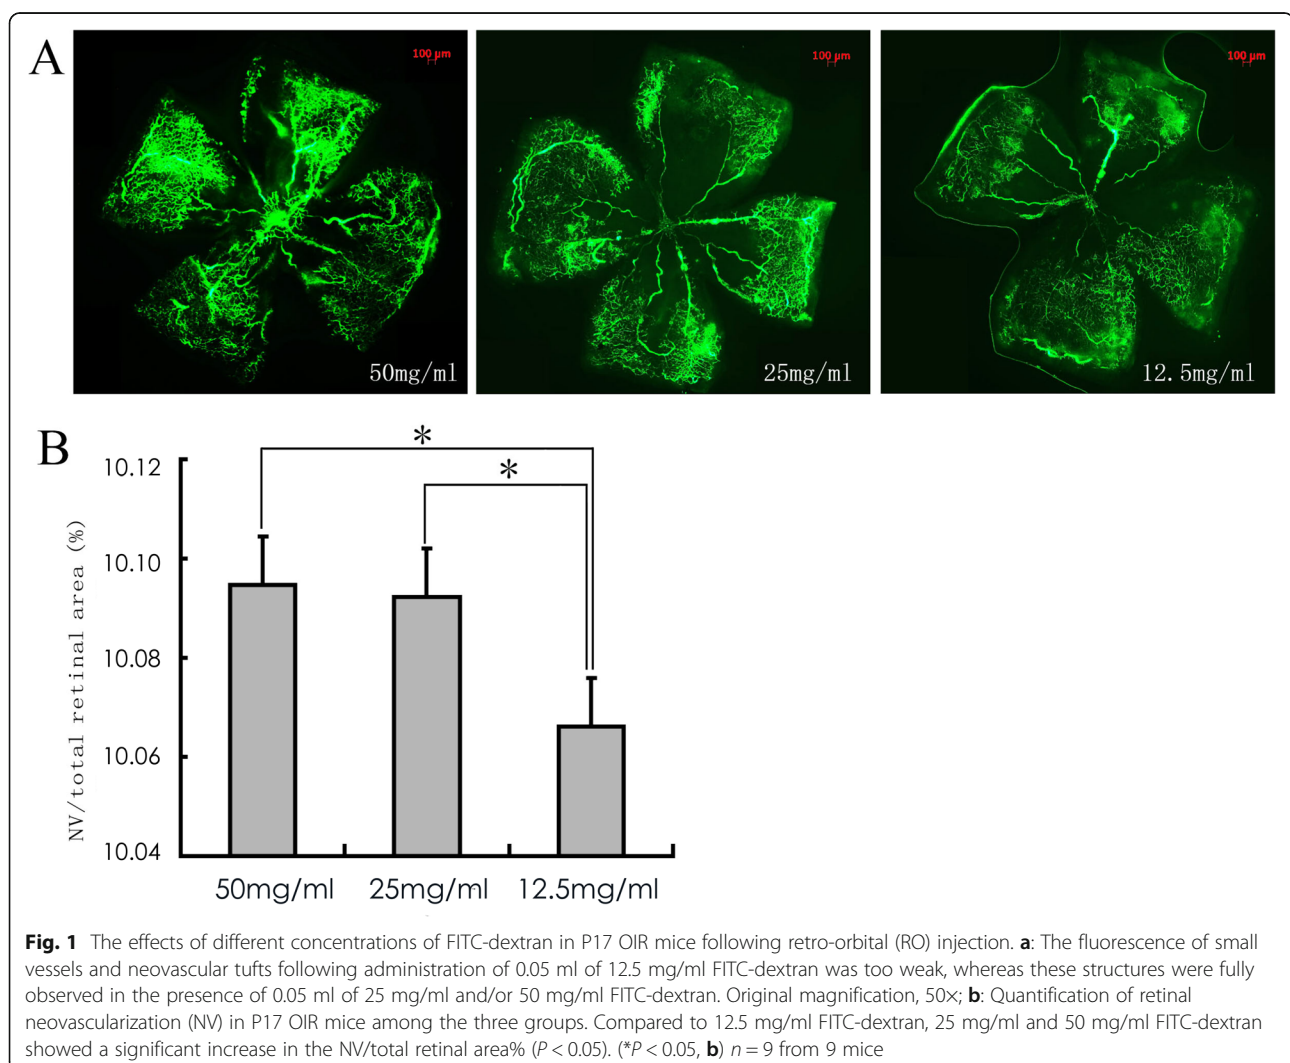 A
100 µm
100 µm
100 µm
50mg/ml
25mg/ml
12.5mg/ml
B
*
*
NV/total retinal area (%)
10.12
10.10
10.08
10.06
10.04
50mg/ml
25mg/ml
12.5mg/ml
Fig. 1 The effects of different concentrations of FITC-dextran in P17 OIR mice following retro-orbital (RO) injection. a: The fluorescence of small
vessels and neovascular tufts following administration of 0.05 ml of 12.5 mg/ml FITC-dextran was too weak, whereas these structures were fully
observed in the presence of 0.05 ml of 25 mg/ml and/or 50 mg/ml FITC-dextran. Original magnification, 50×; b: Quantification of retinal
neovascularization (NV) in P17 OIR mice among the three groups. Compared to 12.5 mg/ml FITC-dextran, 25 mg/ml and 50 mg/ml FITC-dextran
showed a significant increase in the NV/total retinal area% (P < 0.05). (*P < 0.05, b) n = 9 from 9 mice